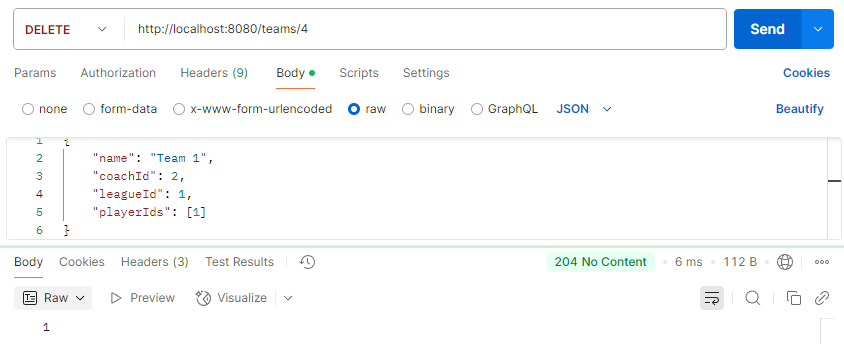 DELETE http://localhost:8080/teams/4 Send
Params Authorization Headers (9) Body Scripts Settings Cookies
none form-data x-www-form-urlencoded raw binary GraphQL JSON Beautify
1 {
2 "name": "Team 1",
3 "coachId": 2,
4 "leagueId": 1,
5 "playerIds": [1]
6 }
Body Cookies Headers (3) Test Results 204 No Content 6 ms 112 B
Raw Preview Visualize
1